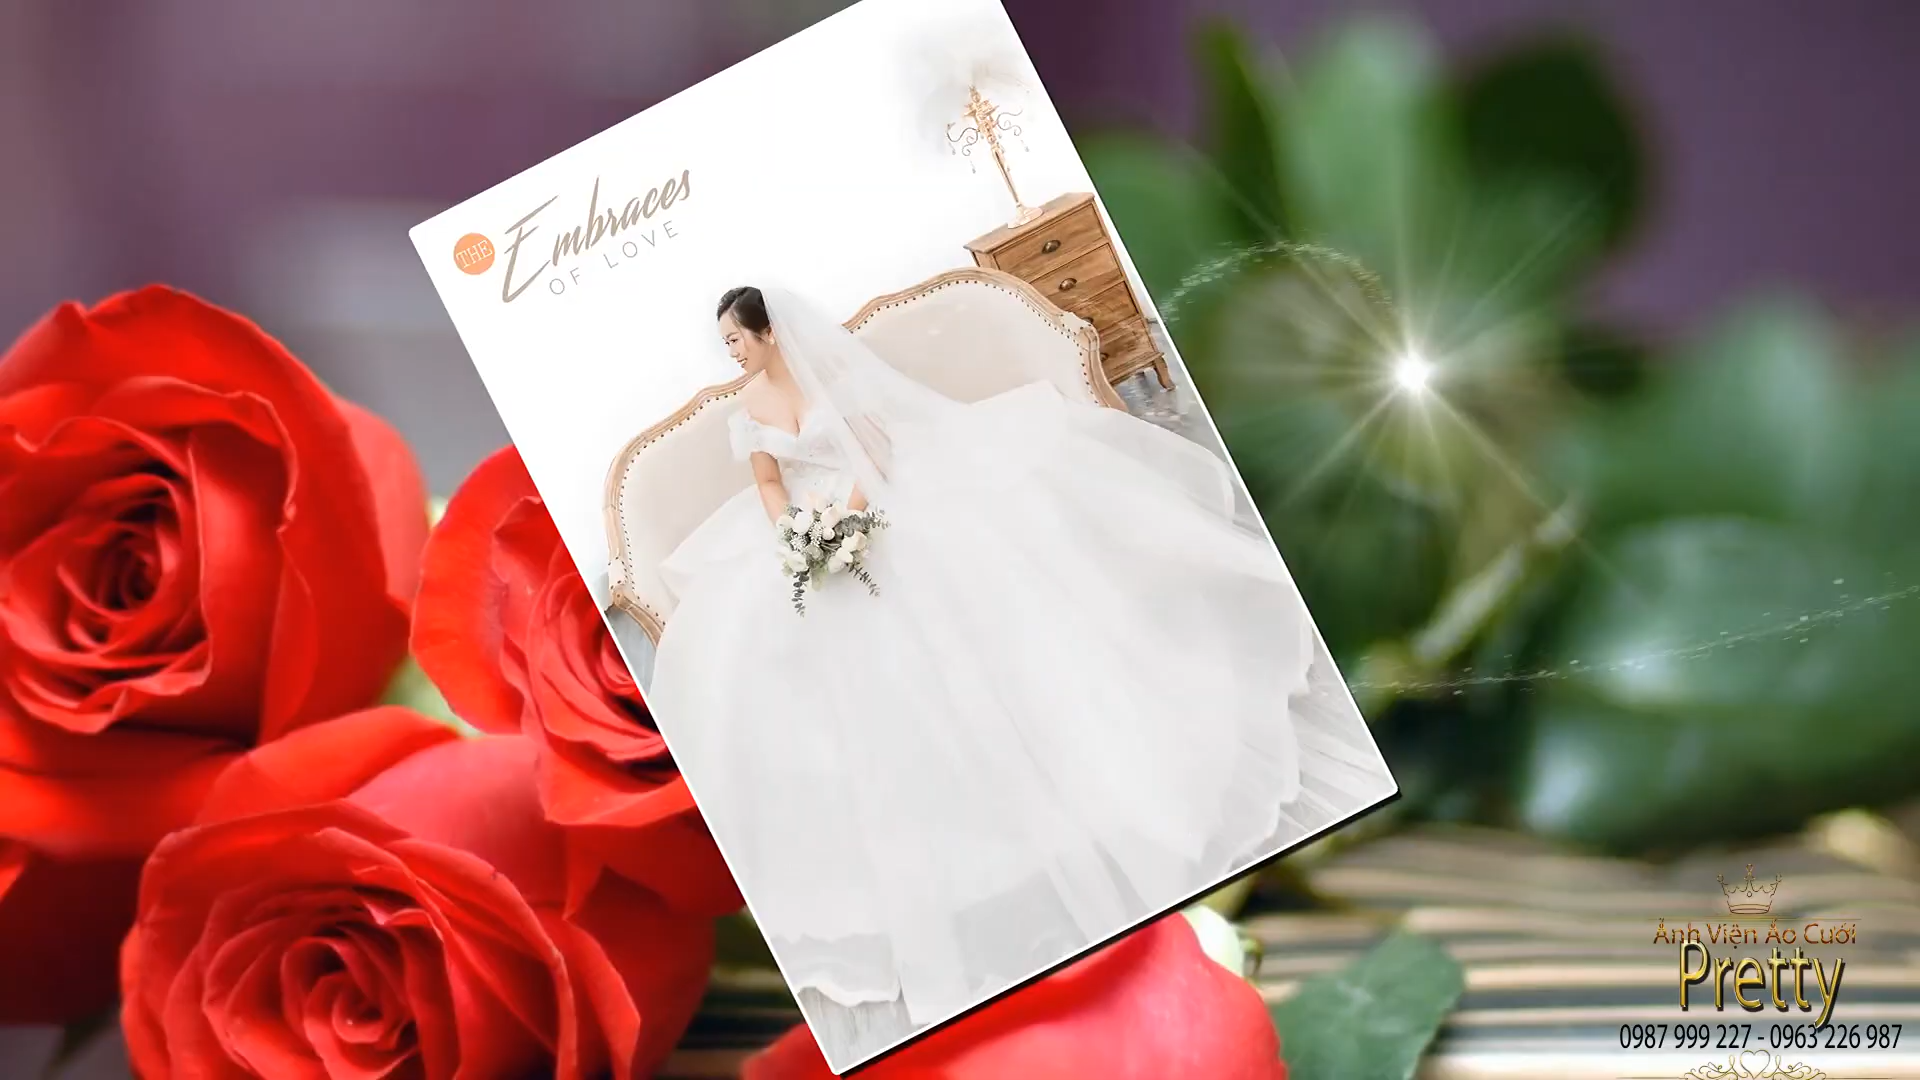 THE Embraces
OF LOVE
Ảnh Viện Áo Cưới
Pretty
0987 999 227 - 0963 226 987